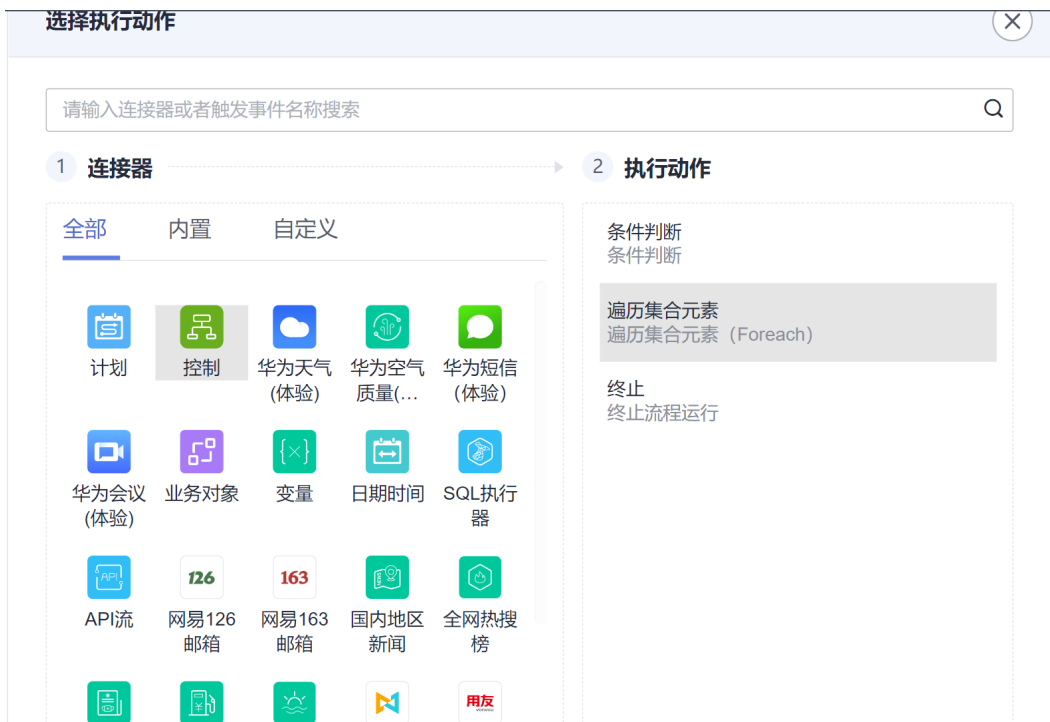 选择执行动作
请输入连接器或者触发事件名称搜索
1 连接器
2 执行动作
全部 内置 自定义
计划 控制 华为天气 华为空气 华为短信
(体验) 质量(... (体验)
华为会议 业务对象 变量 日期时间 SQL执行
(体验) 器
API
126 163
API流 网易126 网易163 国内地区 全网热搜
邮箱 邮箱 新闻 榜
用友
条件判断
条件判断
遍历集合元素
遍历集合元素（Foreach）
终止
终止流程运行